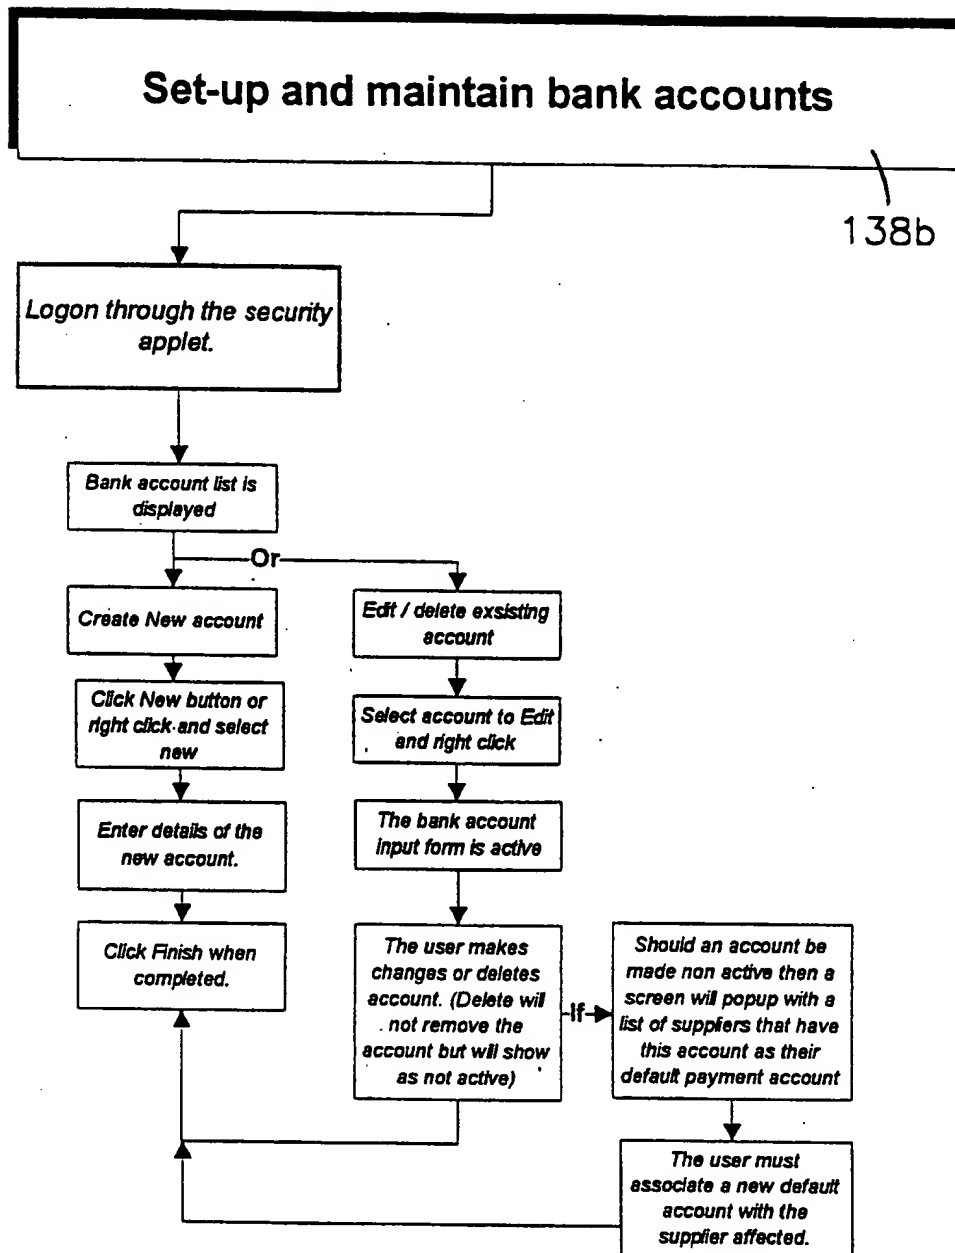 Set-up and maintain bank accounts
138b
Logon through the security
applet.
Bank account list is
displayed
Or
Create New account
Edit / delete exsisting
account
Click New button or
right click and select
new
Select account to Edit
and right click
Enter details of the
new account.
The bank account
input form is active
Click Finish when
completed.
The user makes
changes or deletes
account. (Delete will
not remove the
account but will show
as not active)
If
Should an account be
made non active then a
screen will popup with a
list of suppliers that have
this account as their
default payment account
The user must
associate a new default
account with the
supplier affected.